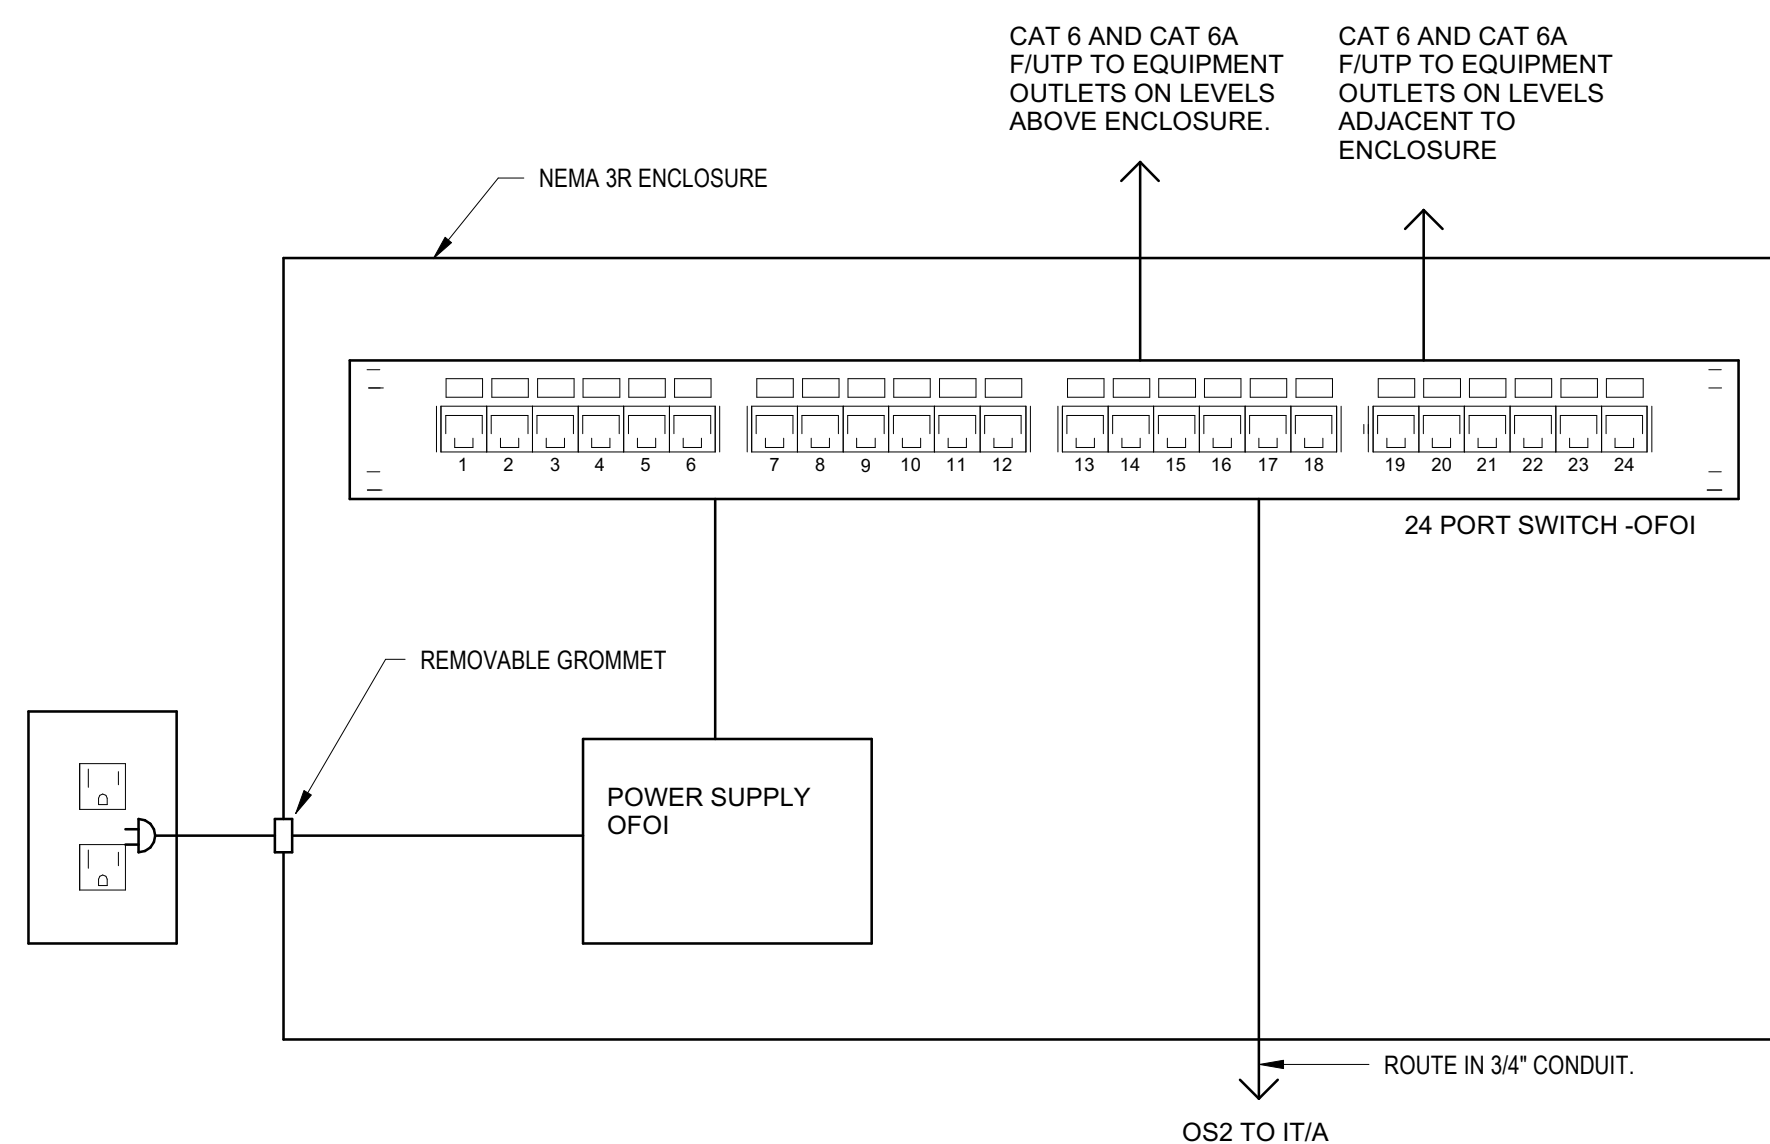 CAT 6 AND CAT 6A
F/UTP TO EQUIPMENT
OUTLETS ON LEVELS
ABOVE ENCLOSURE.
CAT 6 AND CAT 6A
F/UTP TO EQUIPMENT
OUTLETS ON LEVELS
ADJACENT TO
ENCLOSURE
NEMA 3R ENCLOSURE
1 2 3 4 5 6 7 8 9 10 11 12 13 14 15 16 17 18 19 20 21 22 23 24
24 PORT SWITCH -OFOI
REMOVABLE GROMMET
POWER SUPPLY
OFOI
ROUTE IN 3/4" CONDUIT.
OS2 TO IT/A